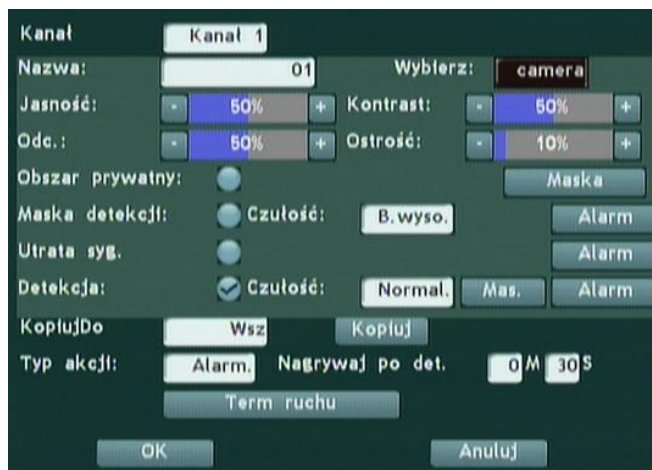 Kanał Kanał 1
Nazwa: 01 Wybierz: camera
Jasność: - 50% + Kontrast: - 50% +
Odc.: - 50% + Ostrość: - 10% +
Obszar prywatny: Maska
Maska detekcji: Czułość: B.wyso. Alarm
Utrata syg. Alarm
Detekcja: Czułość: Normal. Mas. Alarm
KopiujDo Wsz Kopiuj
Typ akcji: Alarm. Nagrywaj po det. 0 M 30 S
Term ruchu
OK Anuluj